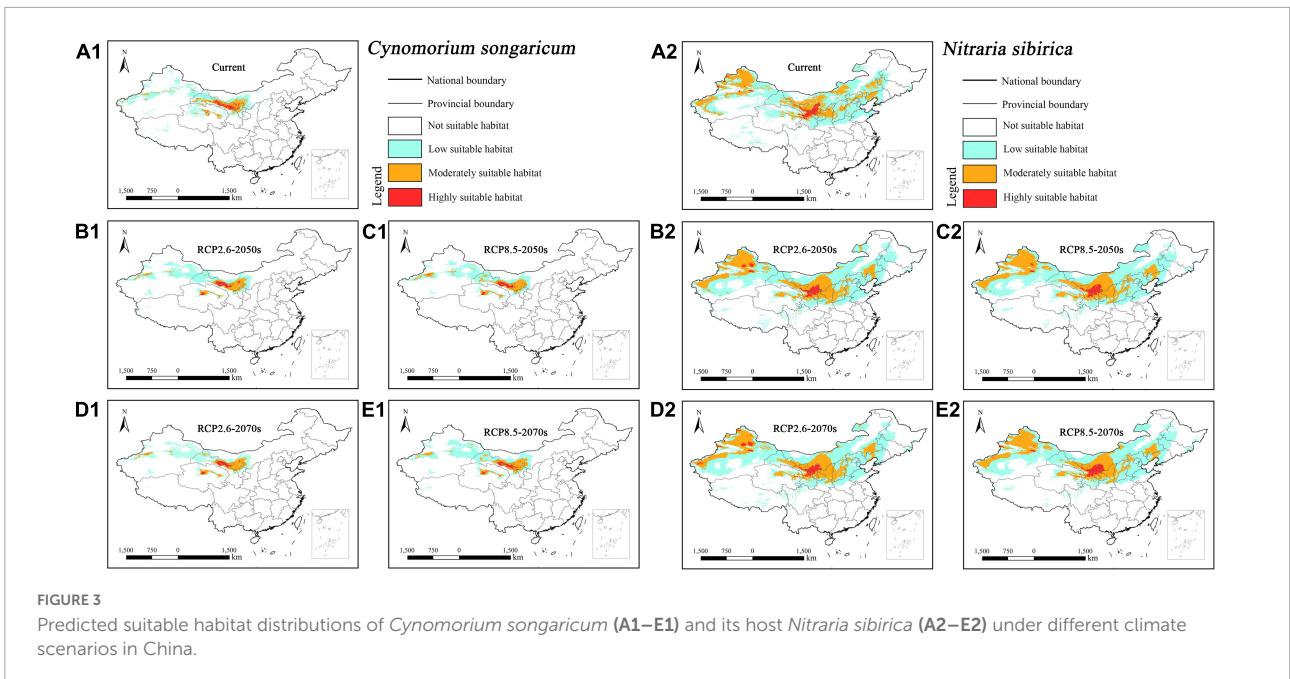 A1
N
Current
1,500 750 0 1,500 km
Cynomorium songaricum
National boundary
Provincial boundary
Not suitable habitat
Low suitable habitat
Moderately suitable habitat
Highly suitable habitat
Legend
A2
N
Current
1,500 750 0 1,500 km
Nitraria sibirica
National boundary
Provincial boundary
Not suitable habitat
Low suitable habitat
Moderately suitable habitat
Highly suitable habitat
Legend
B1
N
RCP2.6-2050s
1,500 750 0 1,500 km
C1
N
RCP8.5-2050s
1,500 750 0 1,500 km
B2
N
RCP2.6-2050s
1,500 750 0 1,500 km
C2
N
RCP8.5-2050s
1,500 750 0 1,500 km
D1
N
RCP2.6-2070s
1,500 750 0 1,500 km
E1
N
RCP8.5-2070s
1,500 750 0 1,500 km
D2
N
RCP2.6-2070s
1,500 750 0 1,500 km
E2
N
RCP8.5-2070s
1,500 750 0 1,500 km
FIGURE 3
Predicted suitable habitat distributions of Cynomorium songaricum (A1–E1) and its host Nitraria sibirica (A2–E2) under different climate
scenarios in China.